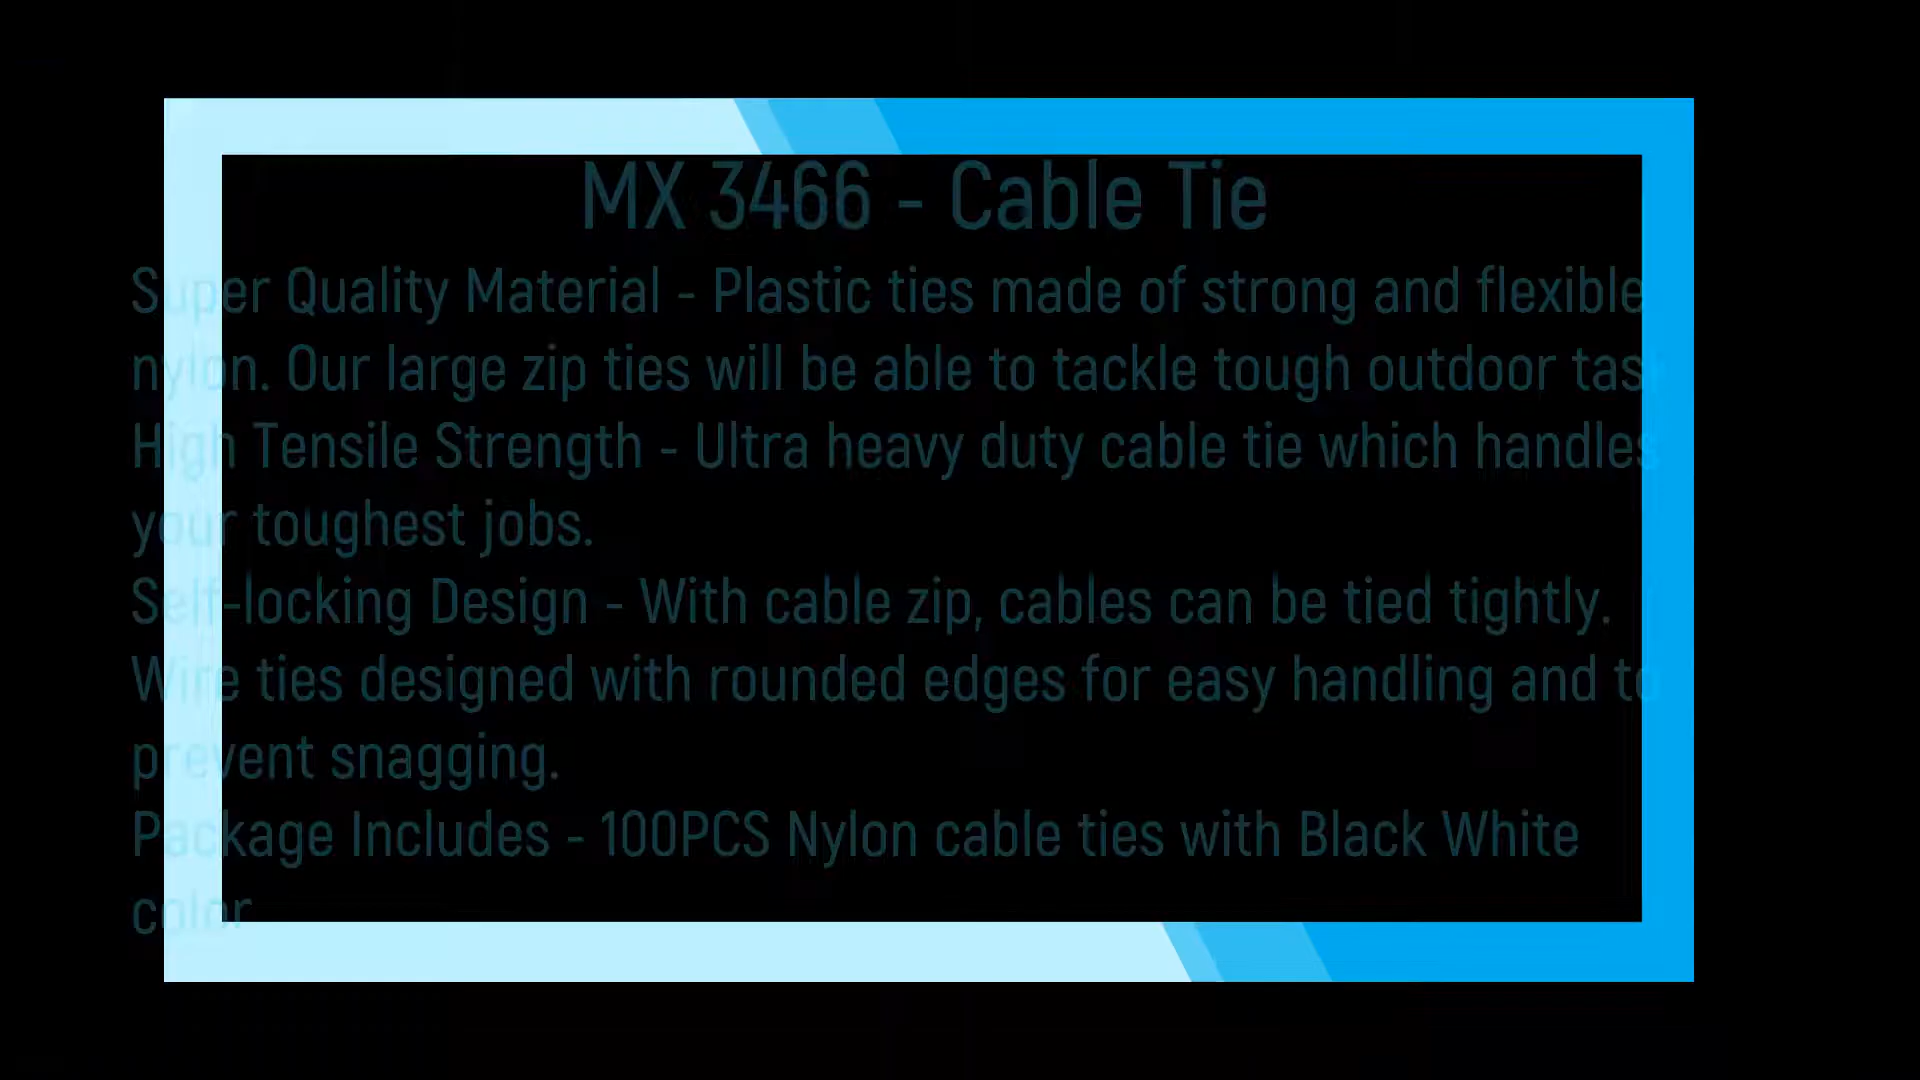 MX 3466 - Cable Tie
Super Quality Material - Plastic ties made of strong and flexible
nylon. Our large zip ties will be able to tackle tough outdoor tas
High Tensile Strength - Ultra heavy duty cable tie which handles
your toughest jobs.
Self-locking Design - With cable zip, cables can be tied tightly.
Wire ties designed with rounded edges for easy handling and to
prevent snagging.
Package Includes - 100PCS Nylon cable ties with Black White
color